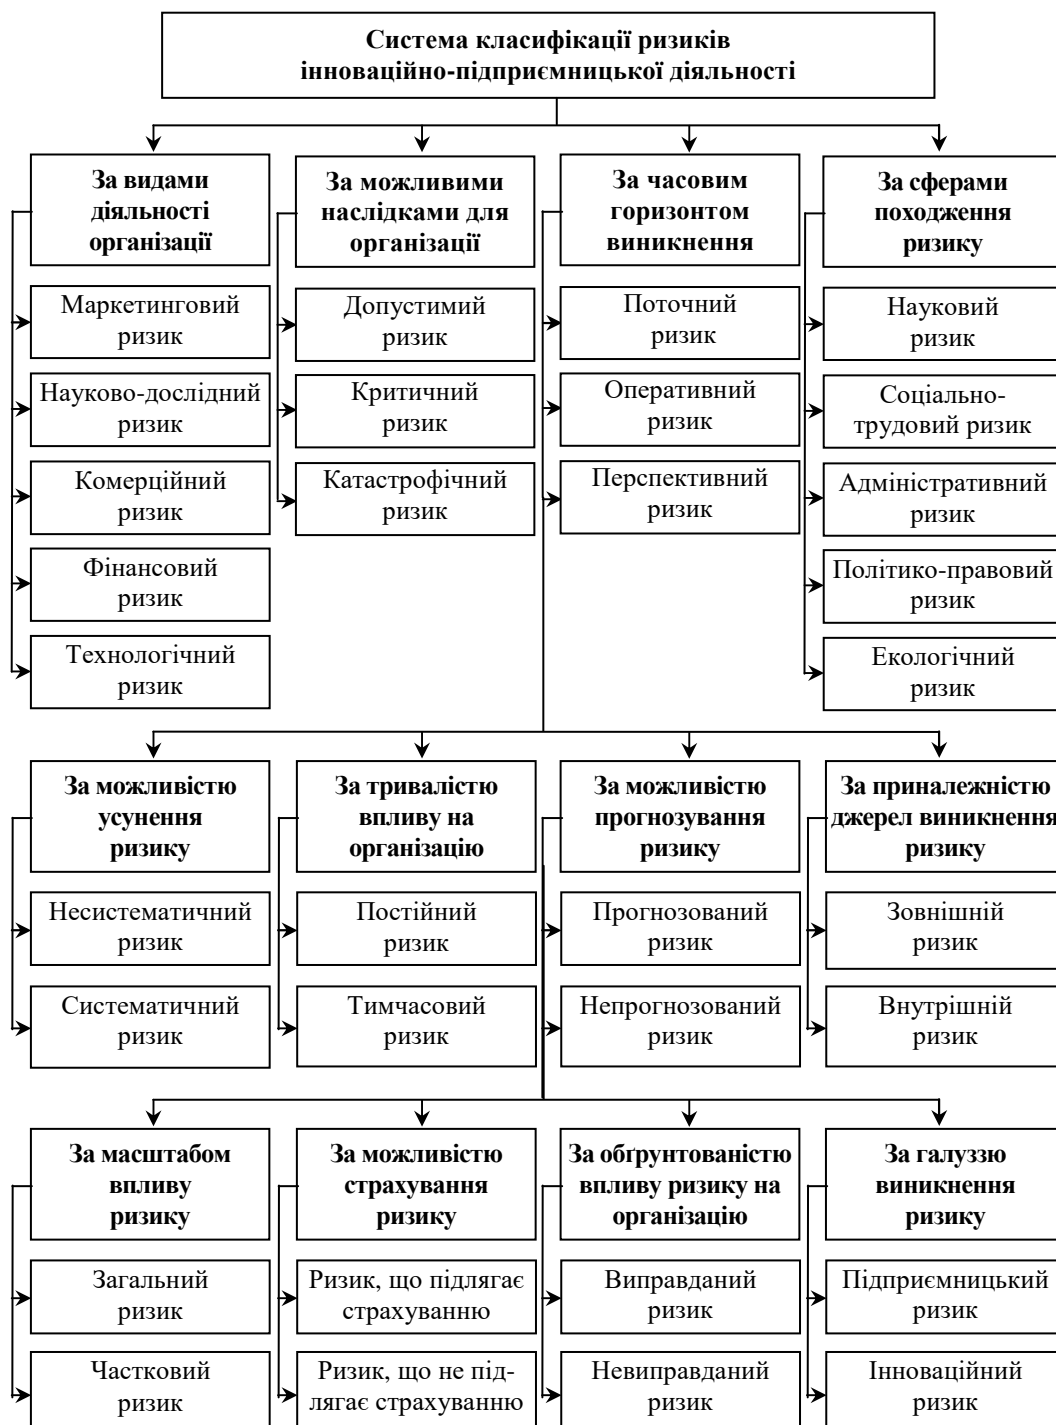 Система класифікації ризиків
інноваційно-підприємницької діяльності
За видами
діяльності
організації
Маркетинговий
ризик
Науково-дослідний
ризик
Комерційний
ризик
Фінансовий
ризик
Технологічний
ризик
За можливими
наслідками для
організації
Допустимий
ризик
Критичний
ризик
Катастрофічний
ризик
За часовим
горизонтом
виникнення
Поточний
ризик
Оперативний
ризик
Перспективний
ризик
За сферами
походження
ризику
Науковий
ризик
Соціально-
трудовий ризик
Адміністративний
ризик
Політико-правовий
ризик
Екологічний
ризик
За можливістю
усунення
ризику
Несистематичний
ризик
Систематичний
ризик
За тривалістю
впливу на
організацію
Постійний
ризик
Тимчасовий
ризик
За можливістю
прогнозування
ризику
Прогнозований
ризик
Непрогнозований
ризик
За приналежністю
джерел виникнення
ризику
Зовнішній
ризик
Внутрішній
ризик
За масштабом
впливу
ризику
Загальний
ризик
Частковий
ризик
За можливістю
страхування
ризику
Ризик, що підлягає
страхуванню
Ризик, що не під-
лягає страхуванню
За обґрунтованістю
впливу ризику на
організацію
Виправданий
ризик
Невиправданий
ризик
За галуззю
виникнення
ризику
Підприємницький
ризик
Інноваційний
ризик